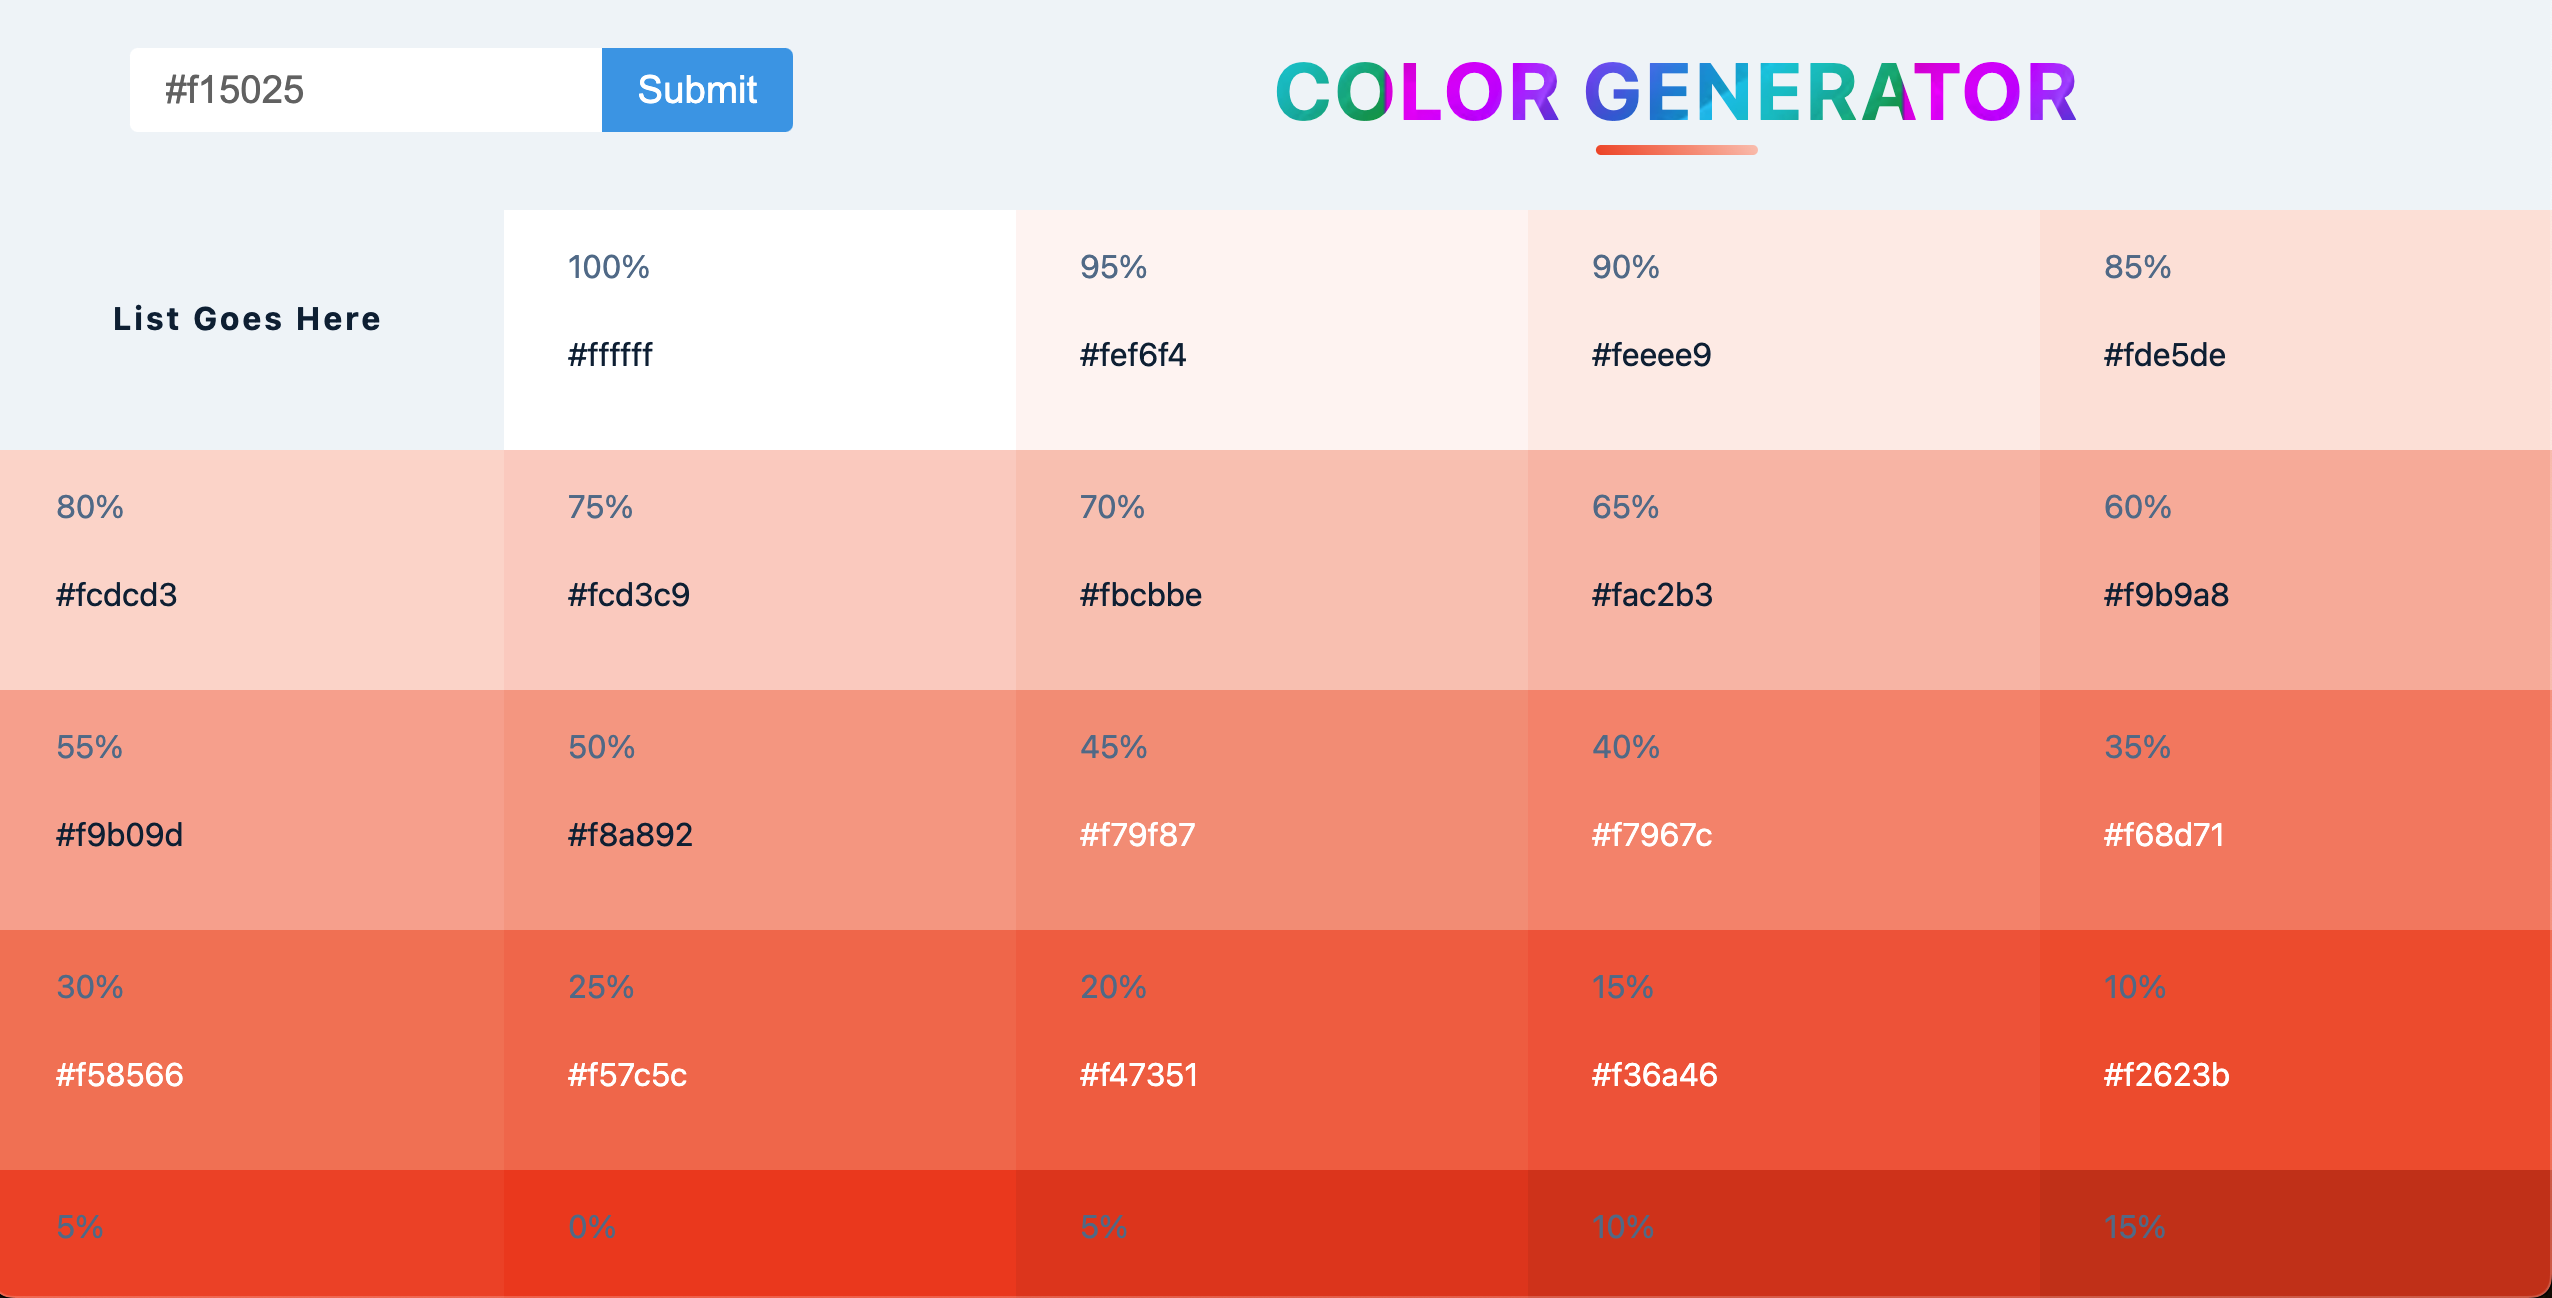 #f15025
Submit
COLOR GENERATOR
List Goes Here
100%
#ffffff
95%
#fef6f4
90%
#feeee9
85%
#fde5de
80%
#fcdcd3
75%
#fcd3c9
70%
#fbcbbe
65%
#fac2b3
60%
#f9b9a8
55%
#f9b09d
50%
#f8a892
45%
#f79f87
40%
#f7967c
35%
#f68d71
30%
#f58566
25%
#f57c5c
20%
#f47351
15%
#f36a46
10%
#f2623b
5%
0%
5%
10%
15%